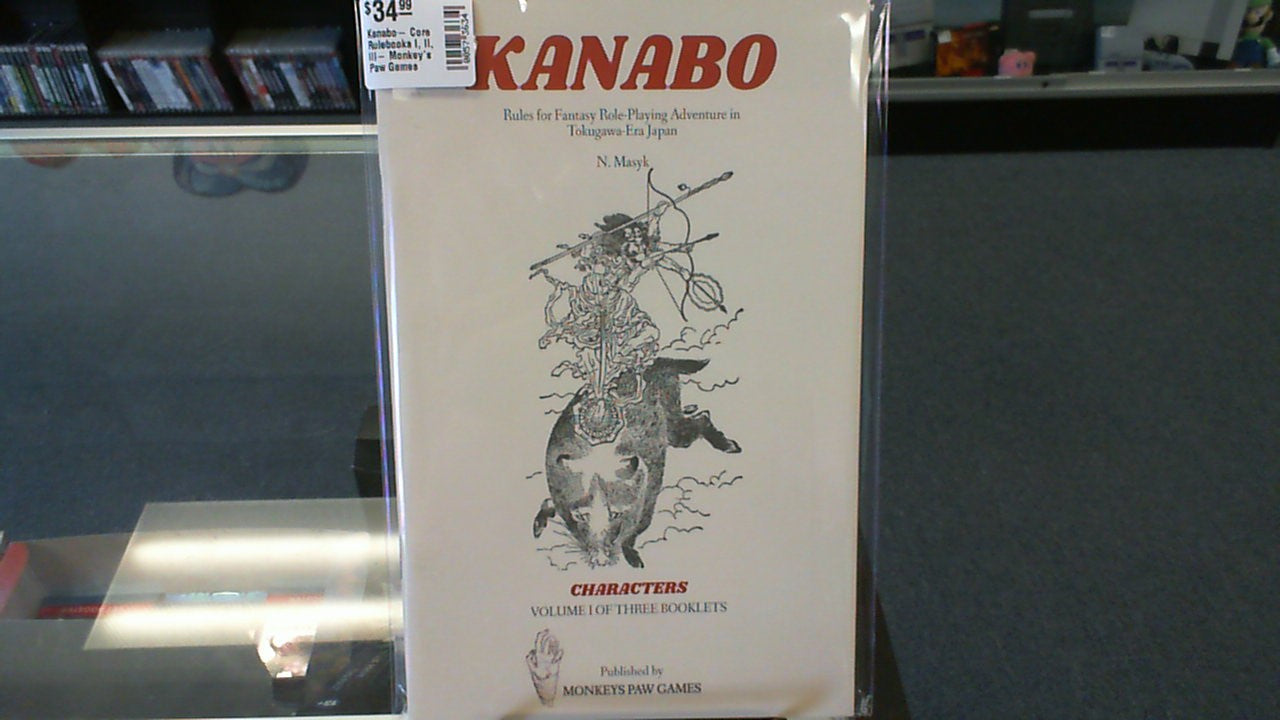 $34.99
Kanabo— Core
Rulebooks I, II,
III— Monkey's
Paw Games
KANABO
Rules for Fantasy Role-Playing Adventure in
Tokugawa-Era Japan
N. Masyk
CHARACTERS
VOLUME I OF THREE BOOKLETS
Published by
MONKEYS PAW GAMES